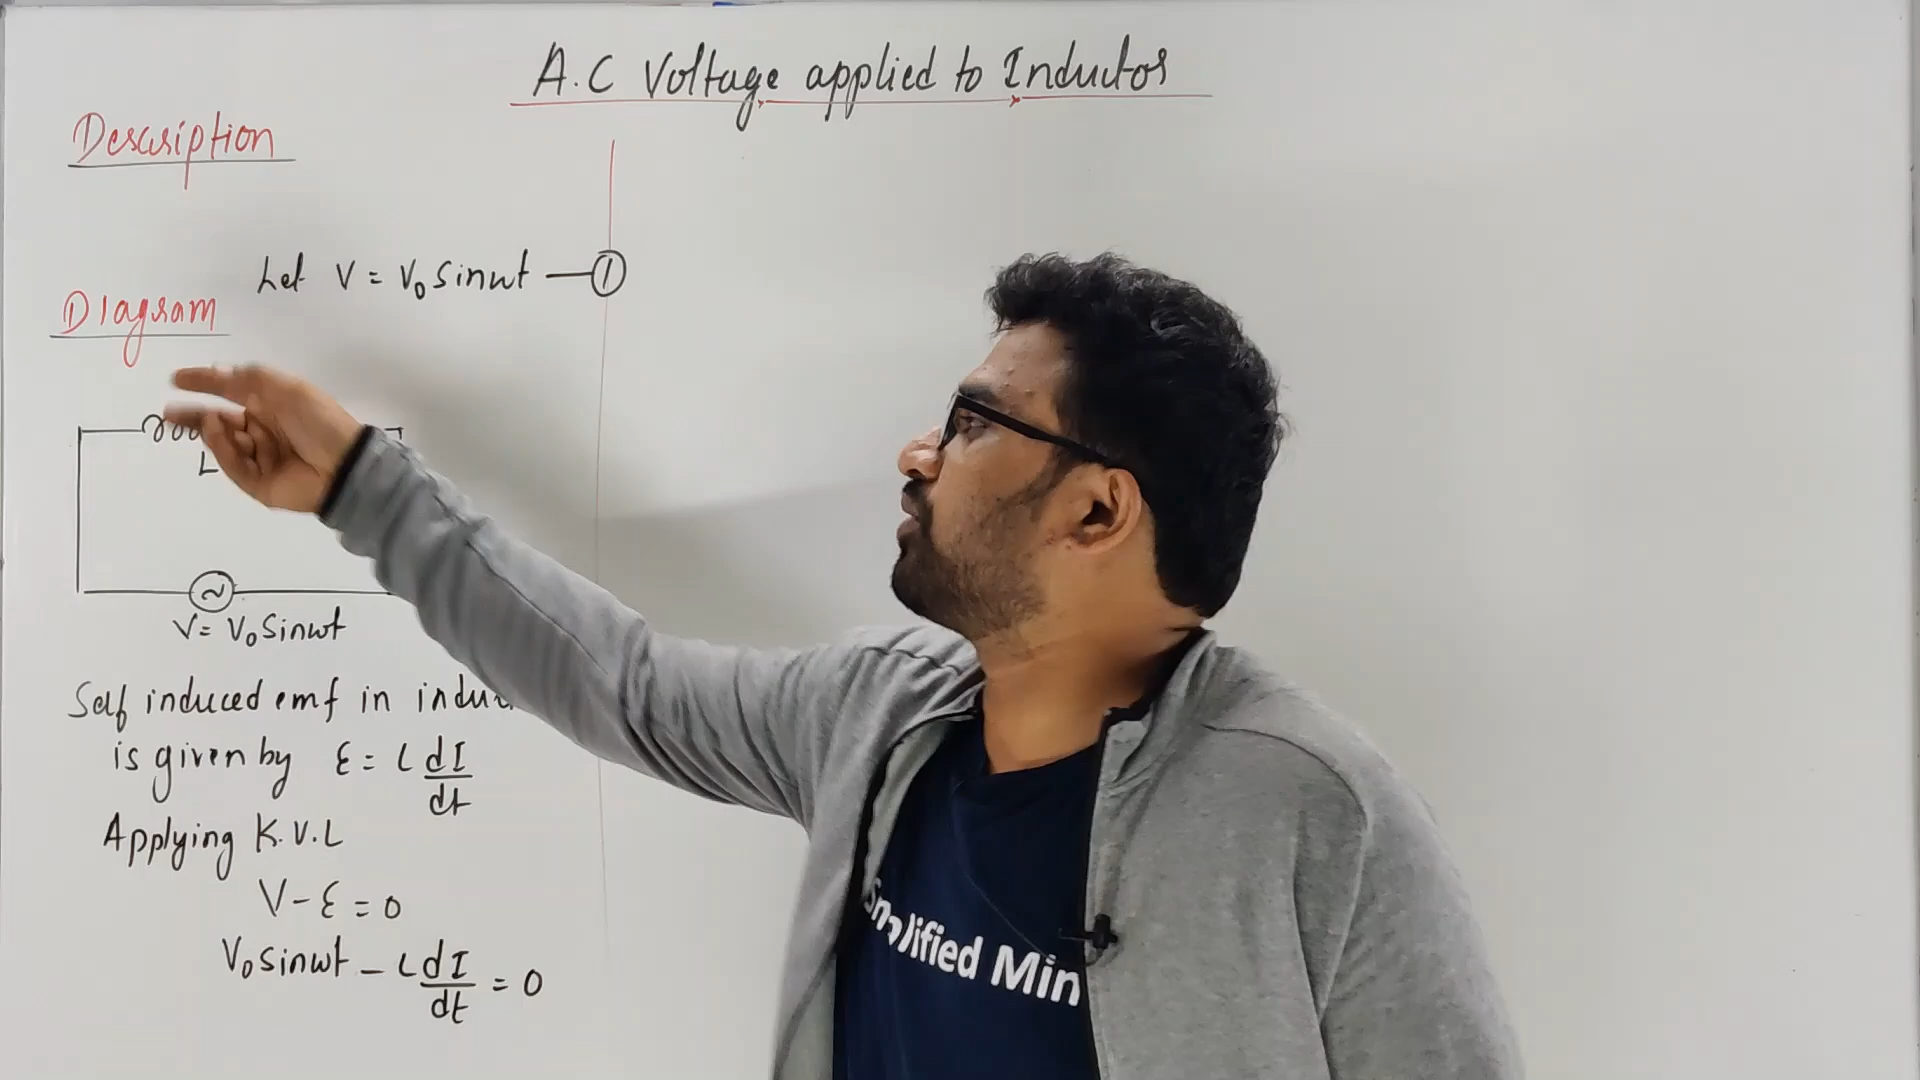 A.C Voltage applied to Inductor
Description
Let V = V₀ Sinωt —①
Diagram
L
V = V₀ Sinωt
Self induced emf in
is given by ε = L dI/dt
Applying K.V.L
V - ε = 0
V₀ sinωt - L dI/dt = 0
Simplified Min